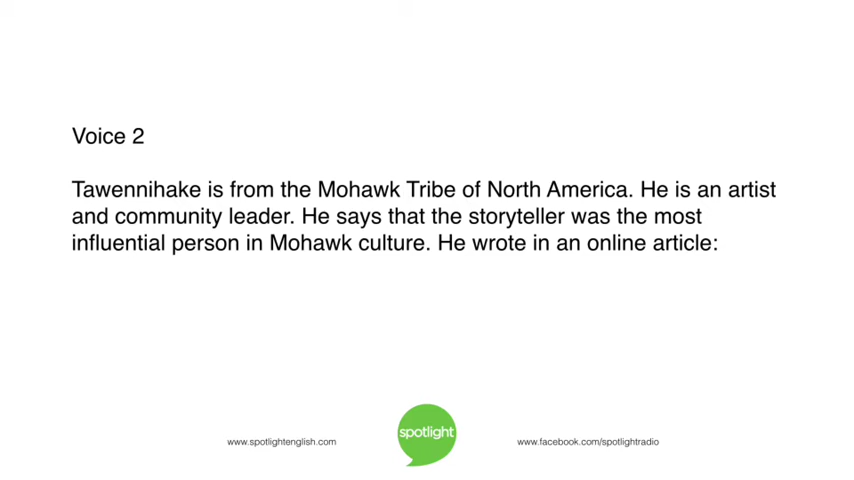 Voice 2
Tawennihake is from the Mohawk Tribe of North America. He is an artist
and community leader. He says that the storyteller was the most
influential person in Mohawk culture. He wrote in an online article:
spotlight
www.spotlightenglish.com
www.facebook.com/spotlightradio